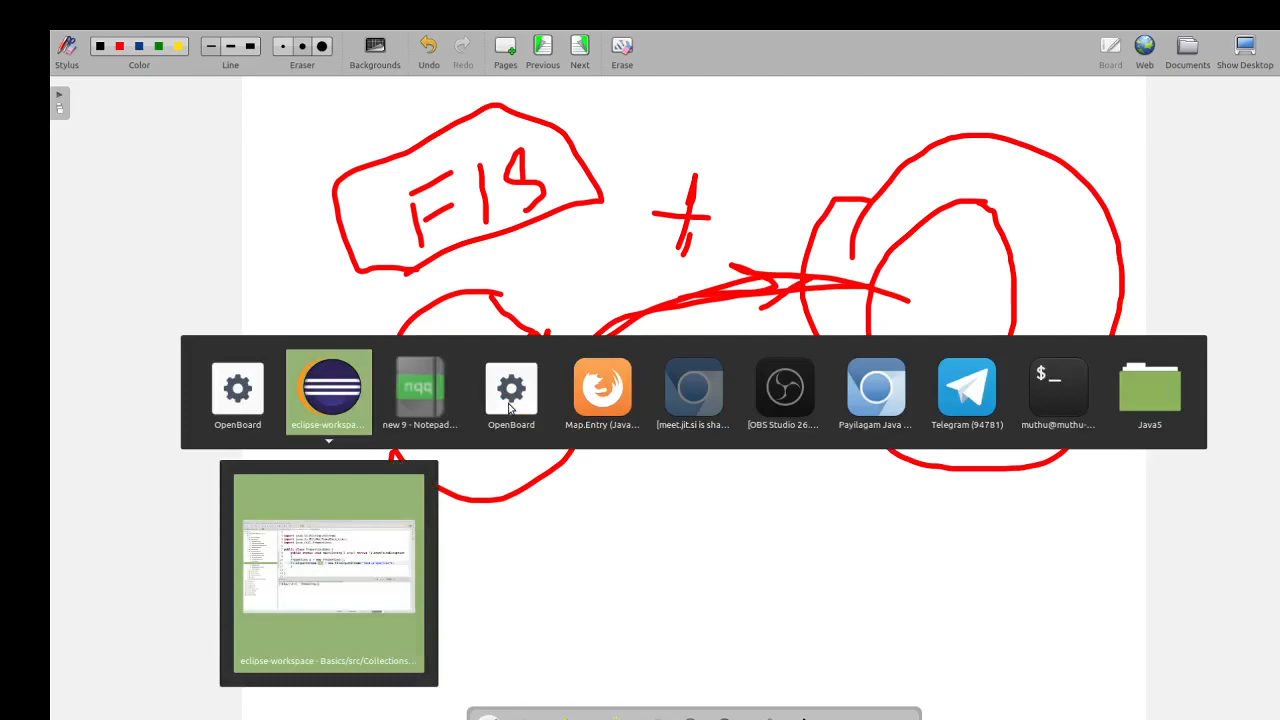 Stylus Color Line Eraser Backgrounds Undo Redo Pages Previous Next Erase Board Web Documents Show Desktop
FIS
+
$_
nqq
OpenBoard eclipse-workspa... new 9 - Notepad... OpenBoard Map.Entry (Java... [meet.jit.si is sha... [OBS Studio 26.... Payilagam Java ... Telegram (94781) muthu@muthu-... Java5
eclipse-workspace - Basics/src/Collections...